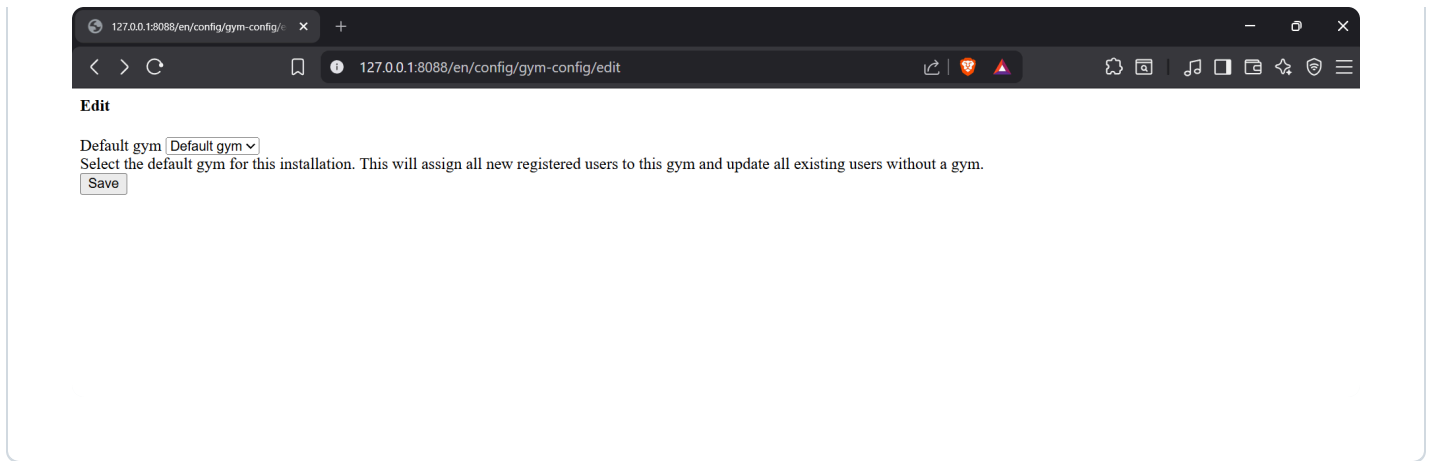 127.0.0.1:8088/en/config/gym-config/e
127.0.0.1:8088/en/config/gym-config/edit
Edit
Default gym Default gym
Select the default gym for this installation. This will assign all new registered users to this gym and update all existing users without a gym.
Save